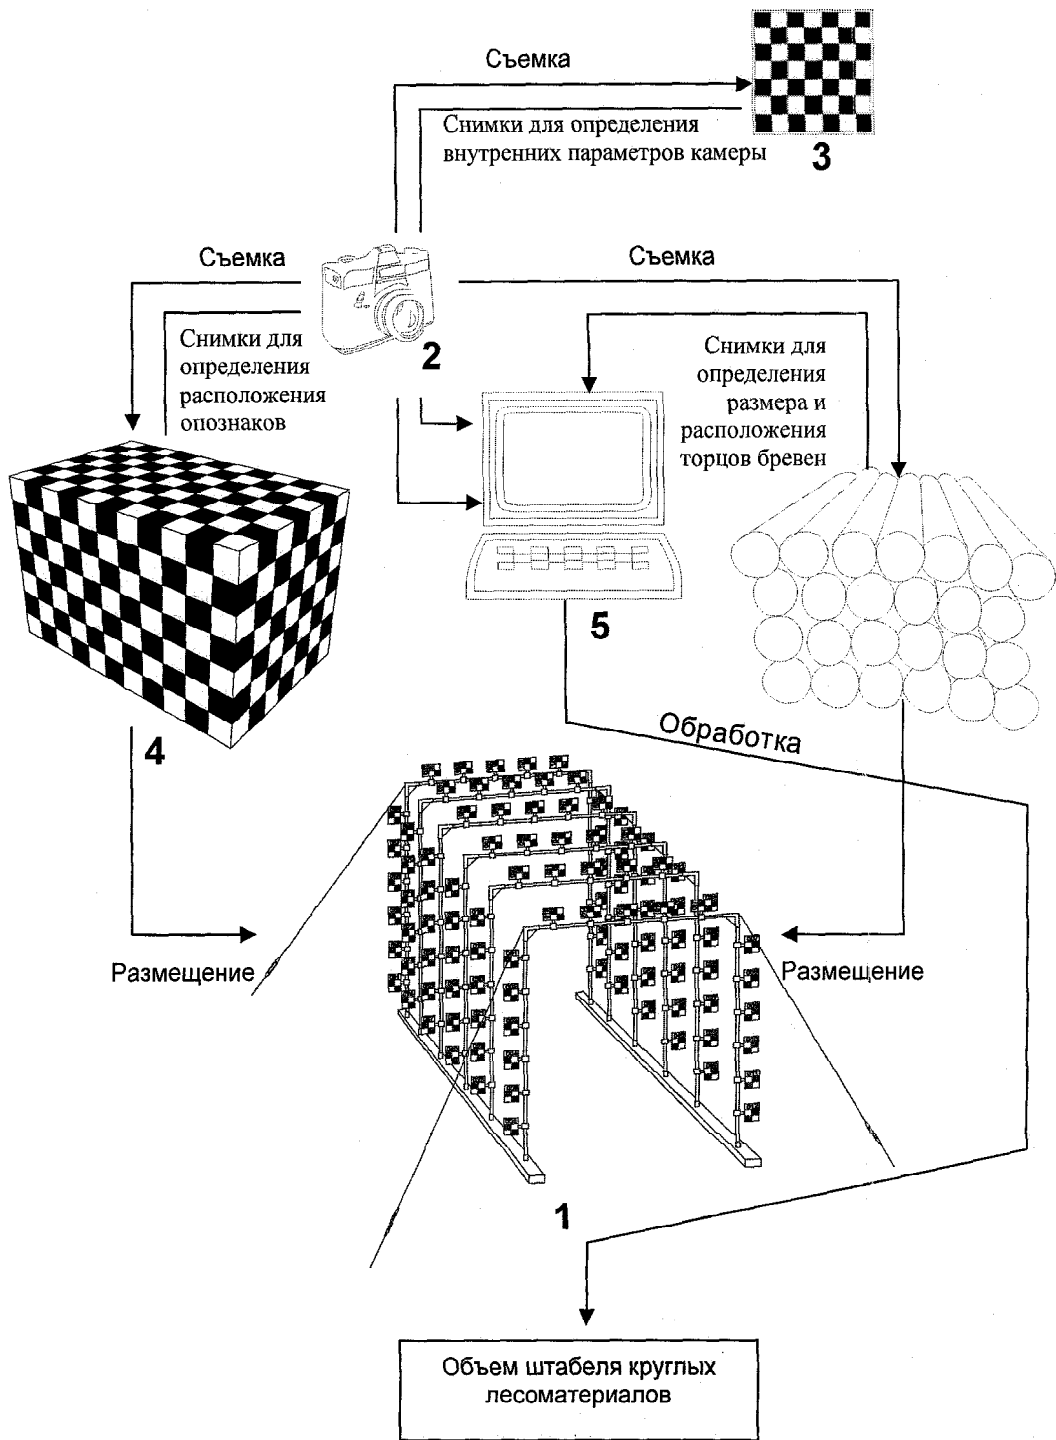 Съемка
Снимки для определения
внутренних параметров камеры
3
Съемка
Съемка
2
Снимки для
определения
расположения
опознаков
Снимки для
определения
размера и
расположения
торцов бревен
5
4
Обработка
Размещение
Размещение
1
Объем штабеля круглых
лесоматериалов